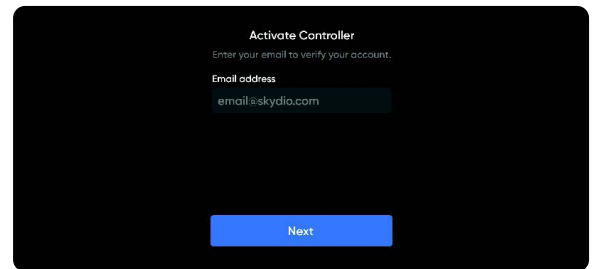 Activate Controller
Enter your email to verify your account.
Email address
email@skydio.com
Next